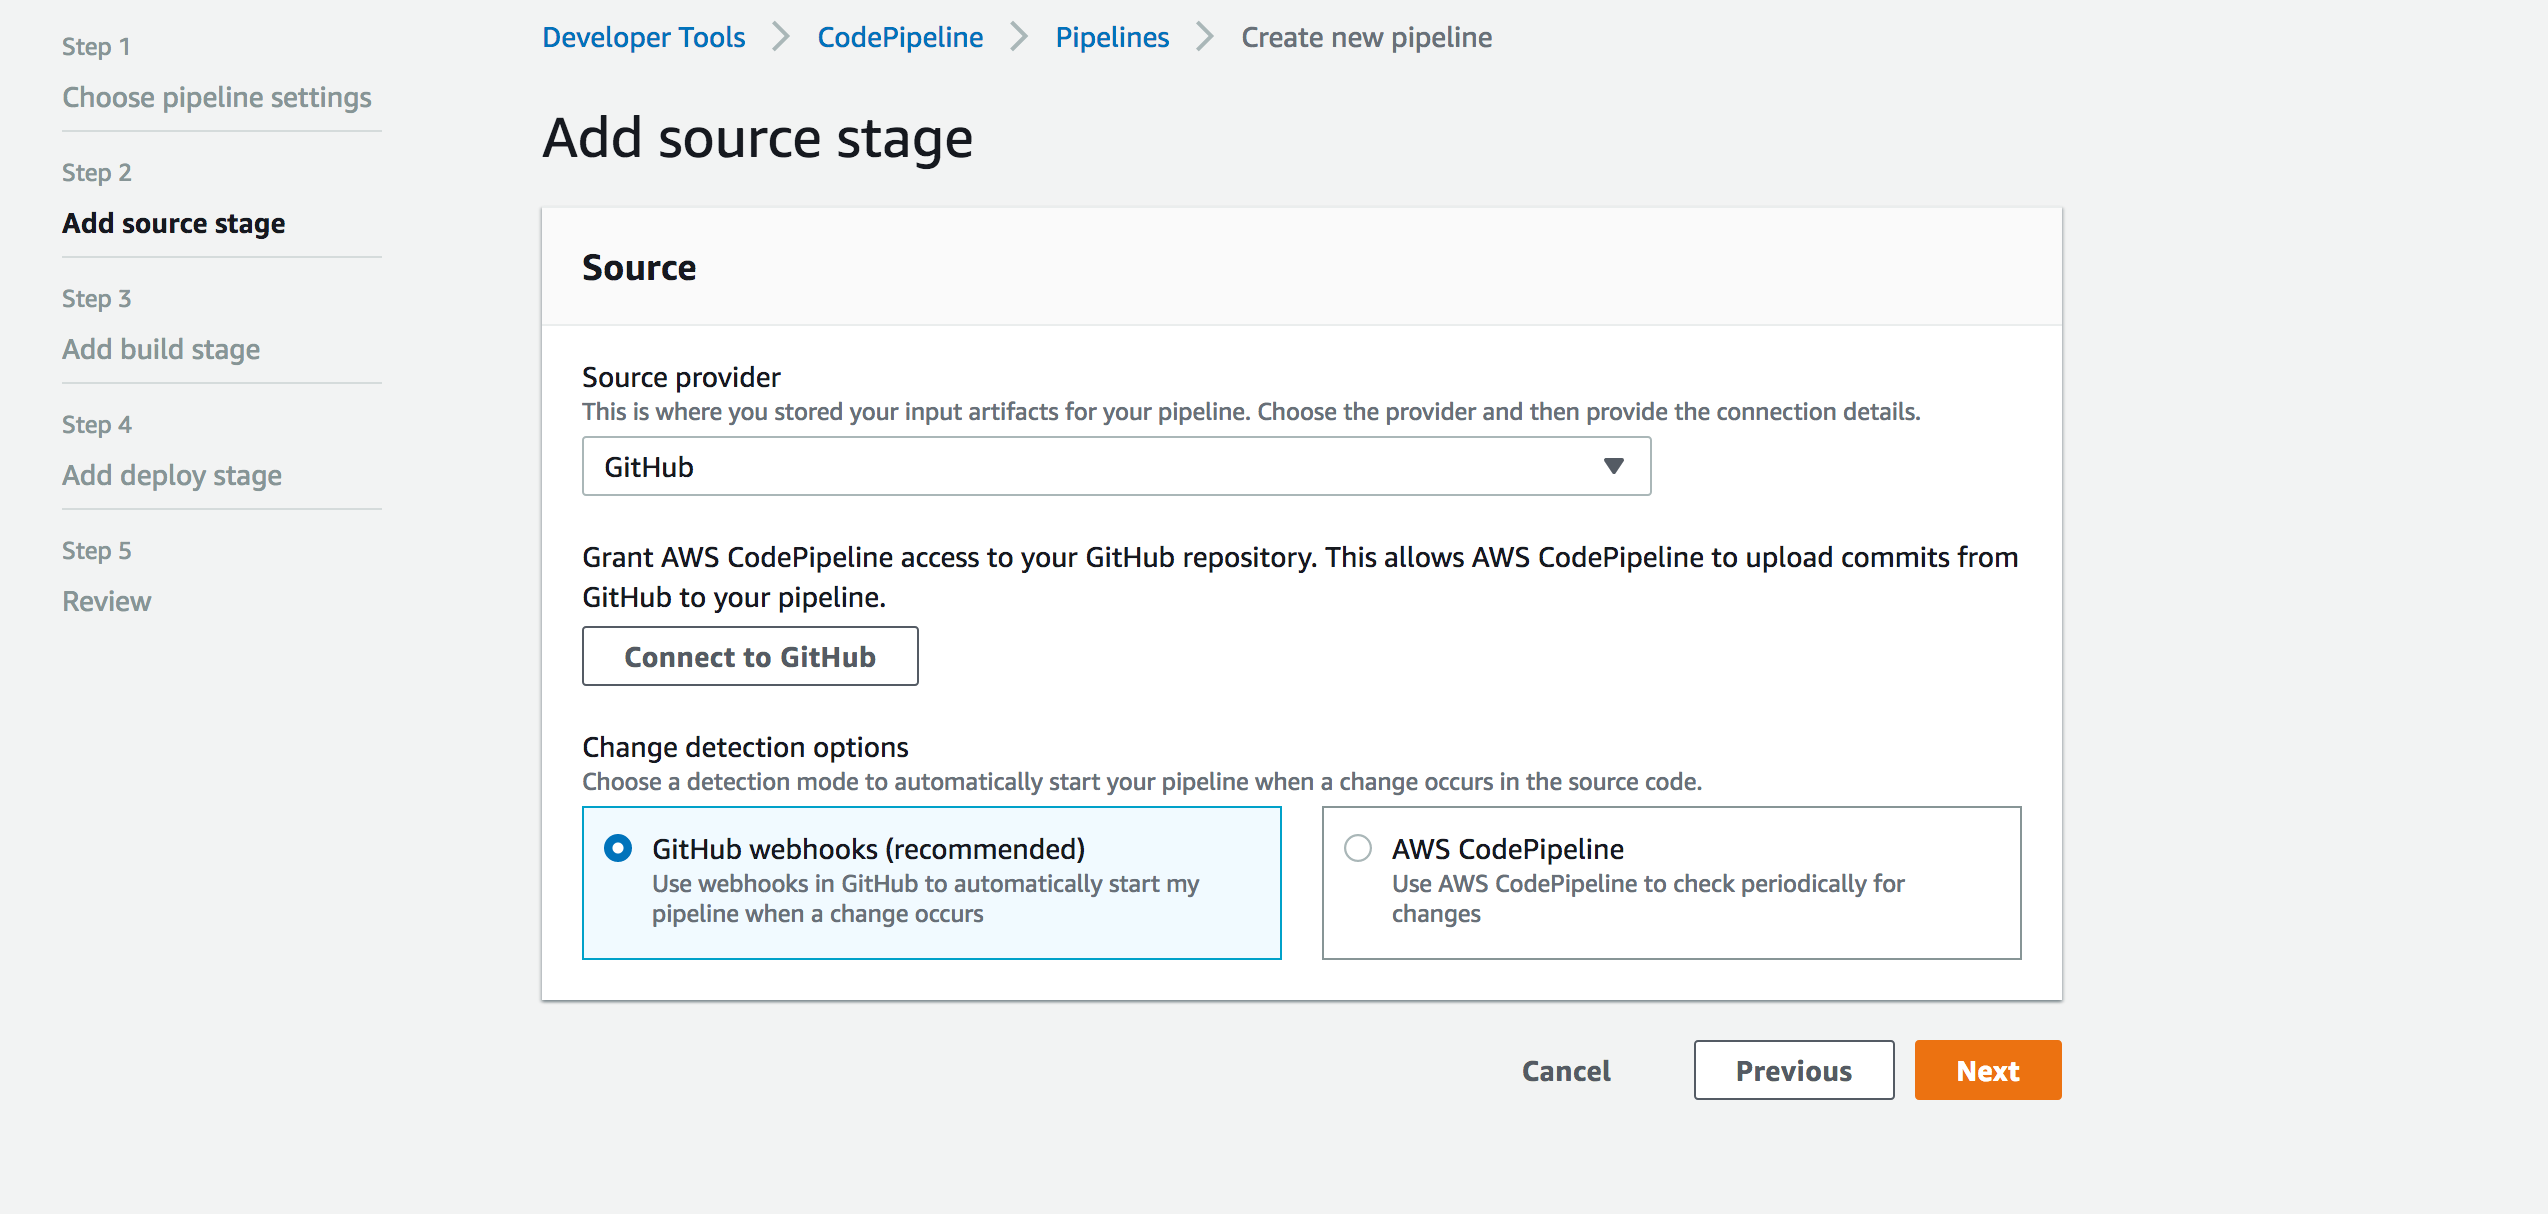 Step 1
Choose pipeline settings
Step 2
Add source stage
Step 3
Add build stage
Step 4
Add deploy stage
Step 5
Review
Developer Tools
CodePipeline
Pipelines
Create new pipeline
Add source stage
Source
Source provider
This is where you stored your input artifacts for your pipeline. Choose the provider and then provide the connection details.
GitHub
Grant AWS CodePipeline access to your GitHub repository. This allows AWS CodePipeline to upload commits from
GitHub to your pipeline.
Connect to GitHub
Change detection options
Choose a detection mode to automatically start your pipeline when a change occurs in the source code.
GitHub webhooks (recommended)
Use webhooks in GitHub to automatically start my
pipeline when a change occurs
AWS CodePipeline
Use AWS CodePipeline to check periodically for
changes
Cancel
Previous
Next